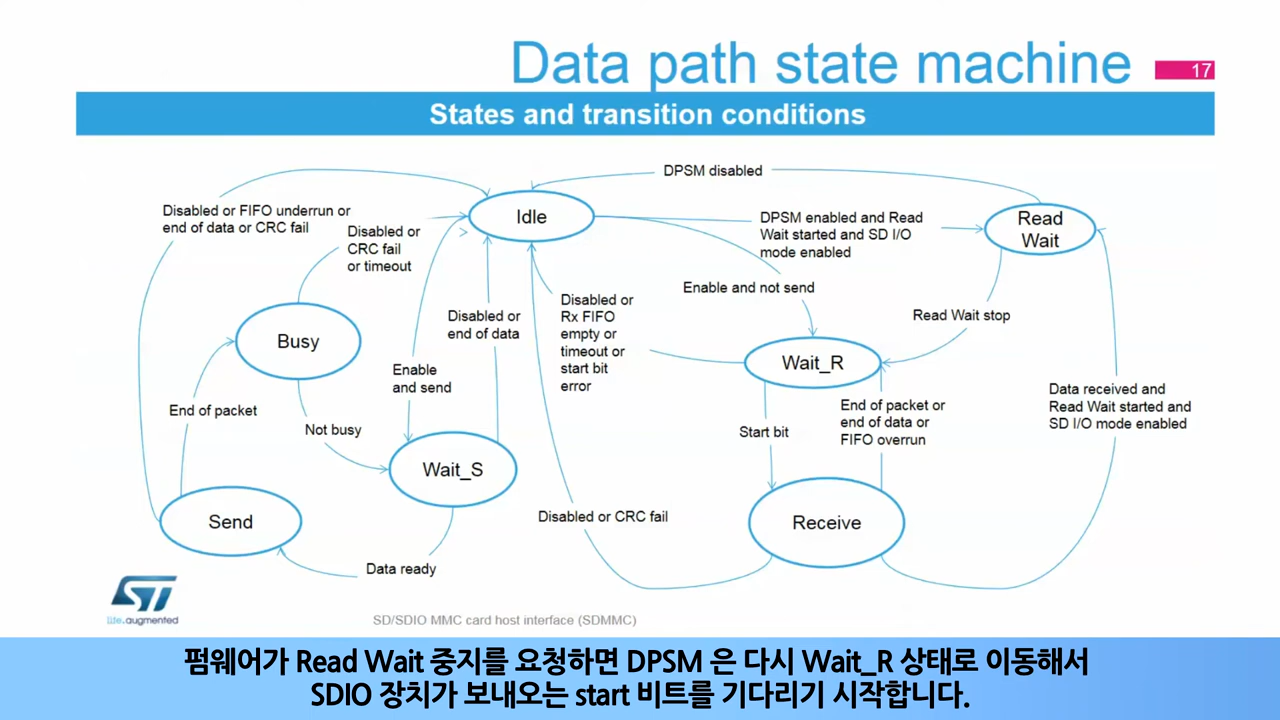 Data path state machine
17
States and transition conditions
DPSM disabled
Disabled or FIFO underrun or
end of data or CRC fail
Disabled or
CRC fail
or timeout
Idle
DPSM enabled and Read
Wait started and SD I/O
mode enabled
Read
Wait
Enable and not send
Disabled or
end of data
Disabled or
Rx FIFO
empty or
timeout or
start bit
error
Read Wait stop
Busy
Wait_R
Enable
and send
End of packet
Not busy
Start bit
End of packet or
end of data or
FIFO overrun
Data received and
Read Wait started and
SD I/O mode enabled
Wait_S
Send
Disabled or CRC fail
Receive
Data ready
ST
life.augmented
SD/SDIO MMC card host interface (SDMMC)
펌웨어가 Read Wait 중지를 요청하면 DPSM 은 다시 Wait_R 상태로 이동해서
SDIO 장치가 보내오는 start 비트를 기다리기 시작합니다.